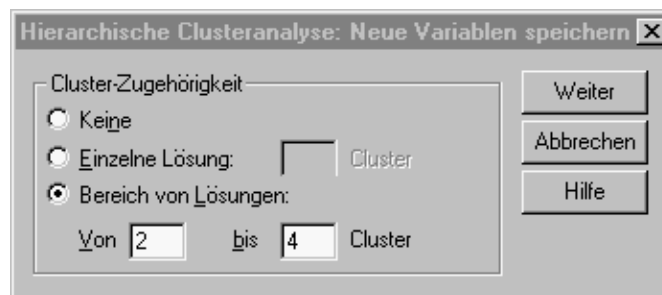 Hierarchische Clusteranalyse: Neue Variablen speichern
Cluster-Zugehörigkeit
Keine
Einzelne Lösung: Cluster
Bereich von Lösungen:
Von 2 bis 4 Cluster
Weiter
Abbrechen
Hilfe